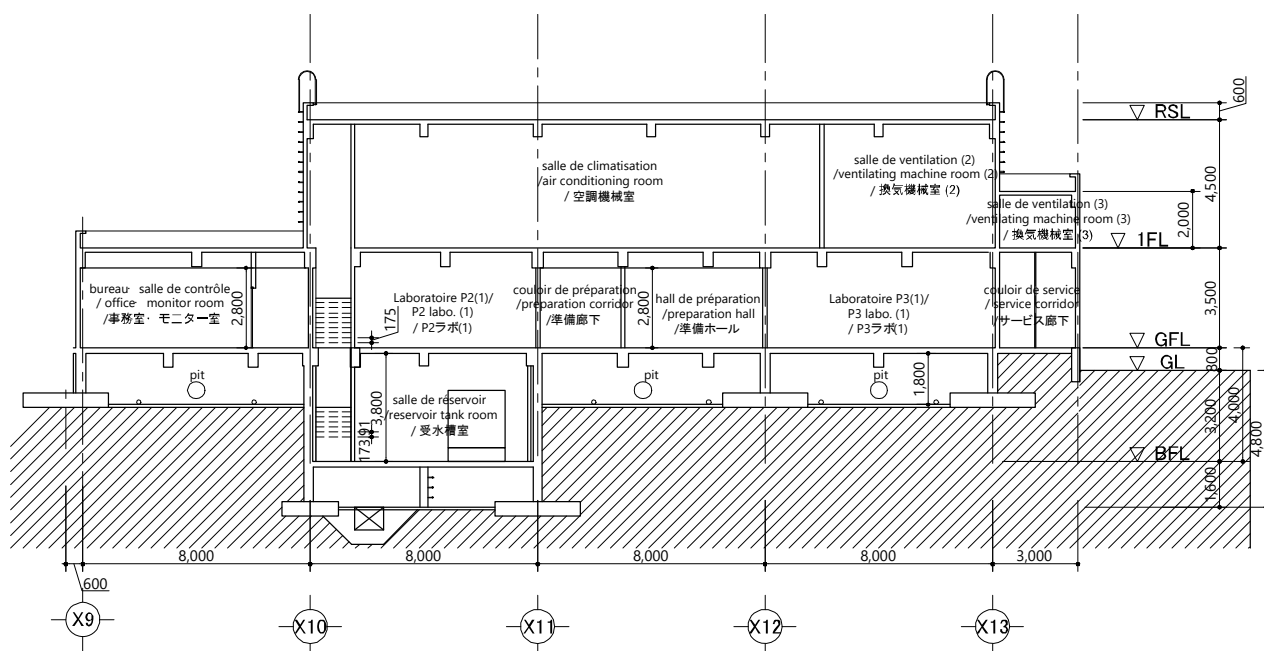 600
RSL
salle de climatisation
/air conditioning room
/ 空調機械室
salle de ventilation (2)
/ventilating machine room (2)
/ 換気機械室 (2)
4,500
salle de ventilation (3)
/ventilating machine room (3)
/ 換気機械室 (3)
2,000
1FL
bureau· salle de contrôle
/ office· monitor room
/事務室· モニター室
2,800
175
Laboratoire P2(1)/
P2 labo. (1)
/ P2ラボ(1)
couloir de préparation
/preparation corridor
/準備廊下
2,800
hall de préparation
/preparation hall
/準備ホール
Laboratoire P3(1)/
P3 labo. (1)
/ P3ラボ(1)
couloir de service
/service corridor
/サービス廊下
3,500
GFL
GL
800
pit
pit
pit
1,800
salle de réservoir
/reservoir tank room
/ 受水槽室
3,800
173.91
3,200
4,000
4,800
BFL
1,600
8,000
8,000
8,000
8,000
3,000
600
X9
X10
X11
X12
X13